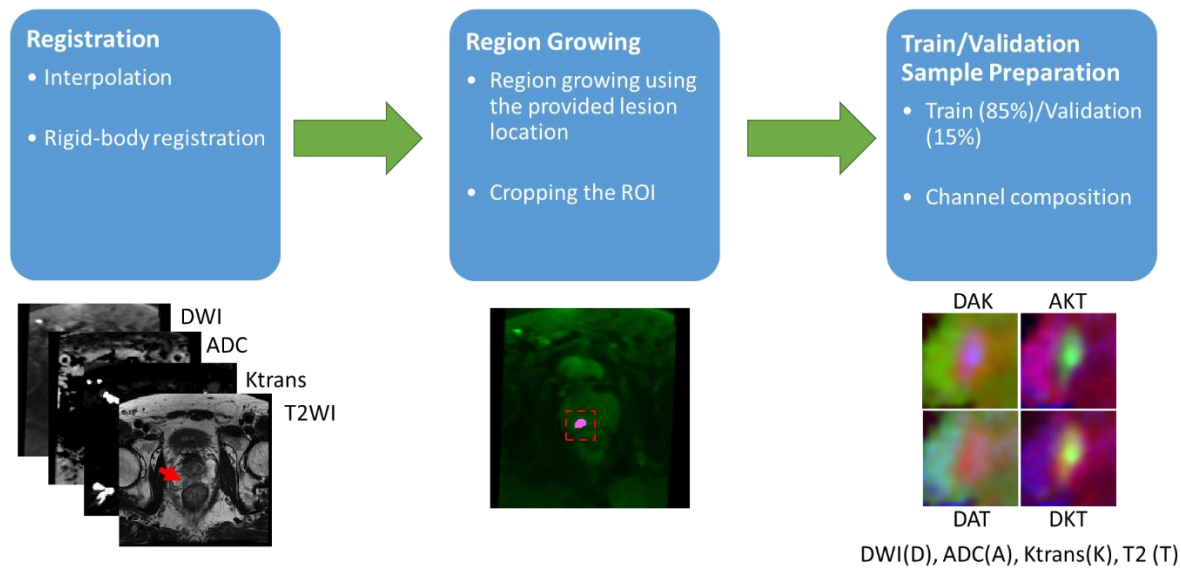 Registration
• Interpolation
• Rigid-body registration
Region Growing
• Region growing using
the provided lesion
location
• Cropping the ROI
Train/Validation
Sample Preparation
• Train (85%)/Validation
(15%)
• Channel composition
DWI
ADC
Ktrans
T2WI
DAK
AKT
DAT
DKT
DWI(D), ADC(A), Ktrans(K), T2 (T)